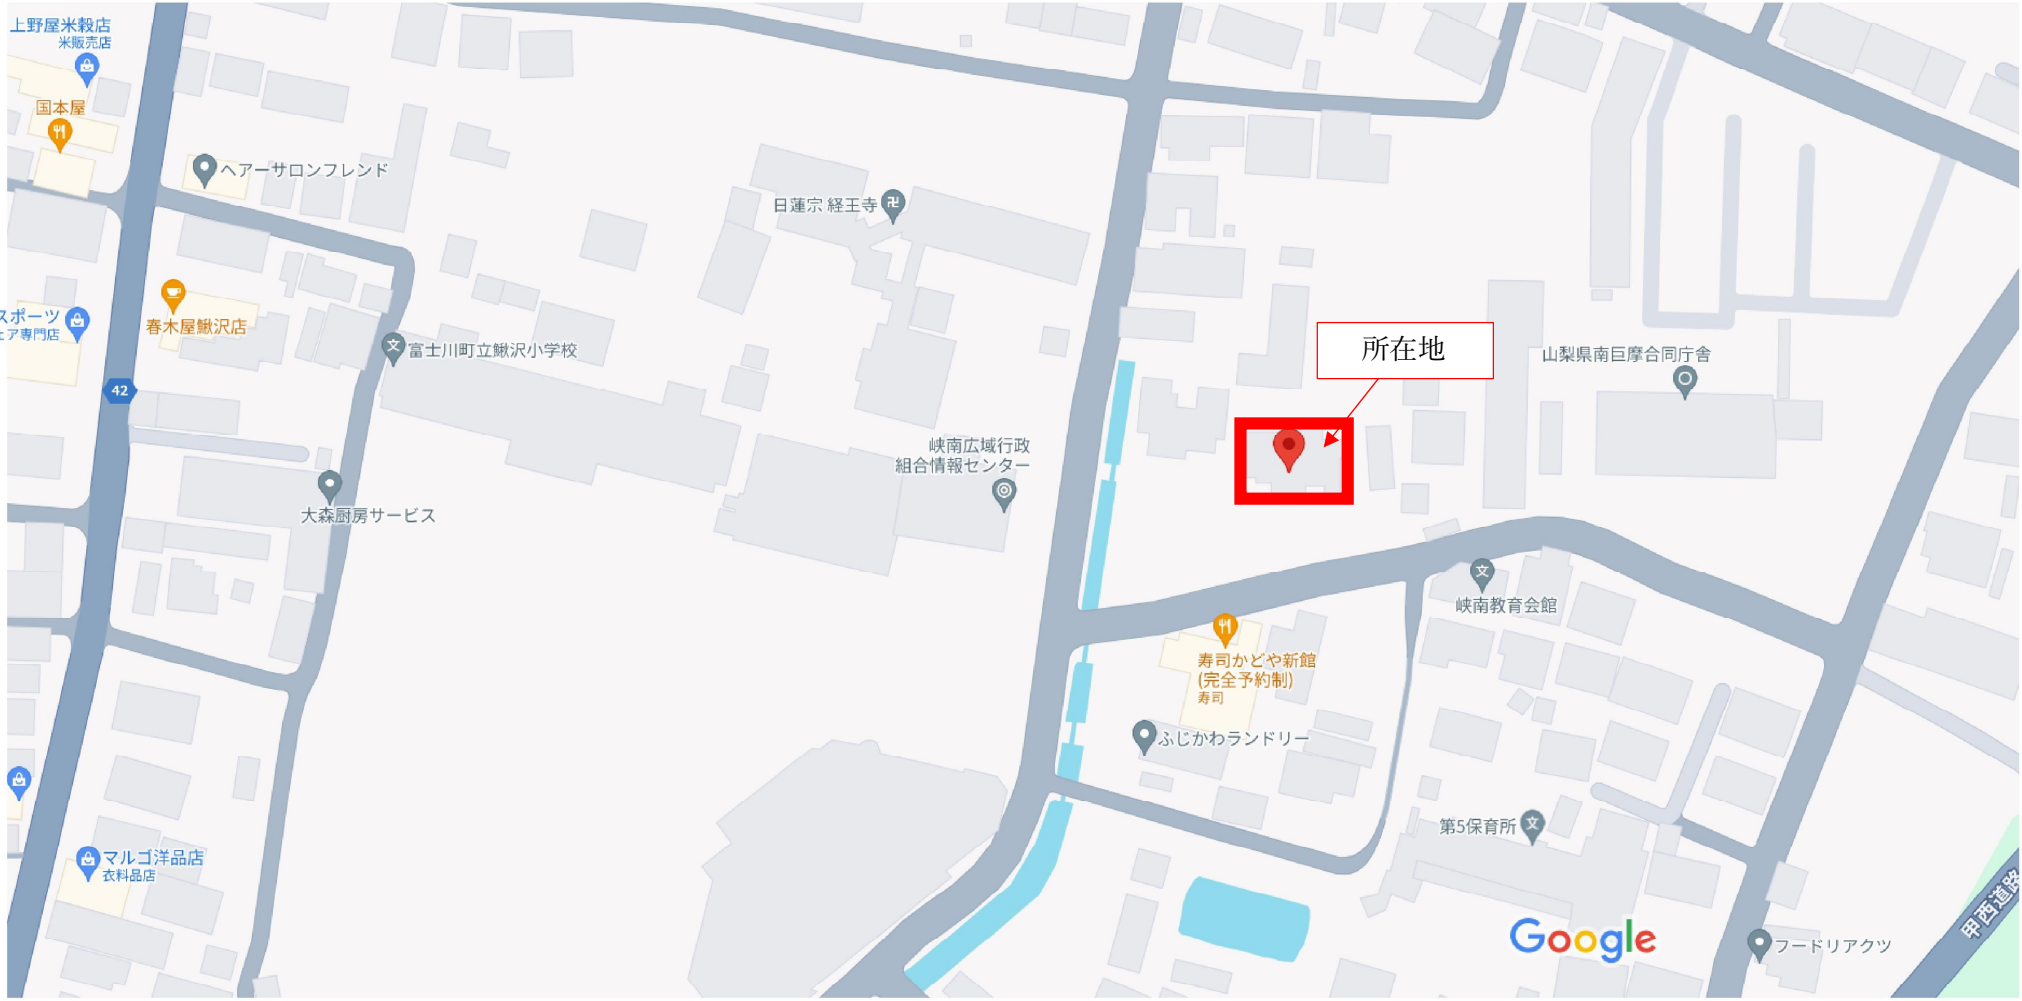 上野屋米穀店
米販売店
国本屋
ヘアーサロンフレンド
日蓮宗 経王寺
春木屋鰍沢店
スポーツ
ェア専門店
富士川町立鰍沢小学校
所在地
山梨県南巨摩合同庁舎
42
峡南広域行政
組合情報センター
大森厨房サービス
峡南教育会館
寿司かどや新館
(完全予約制)
寿司
ふじかわランドリー
第5保育所
マルゴ洋品店
衣料品店
Google
フードリアクツ
甲西道路